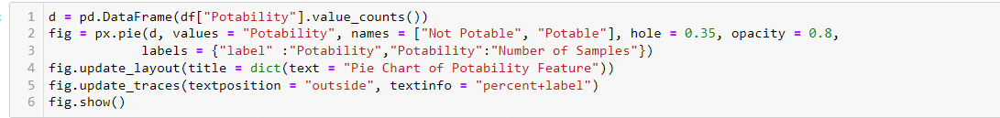 1 d = pd.DataFrame(df["Potability"].value_counts())
2 fig = px.pie(d, values = "Potability", names = ["Not Potable", "Potable"], hole = 0.35, opacity = 0.8,
3 labels = {"label" :"Potability","Potability":"Number of Samples"})
4 fig.update_layout(title = dict(text = "Pie Chart of Potability Feature"))
5 fig.update_traces(textposition = "outside", textinfo = "percent+label")
6 fig.show()